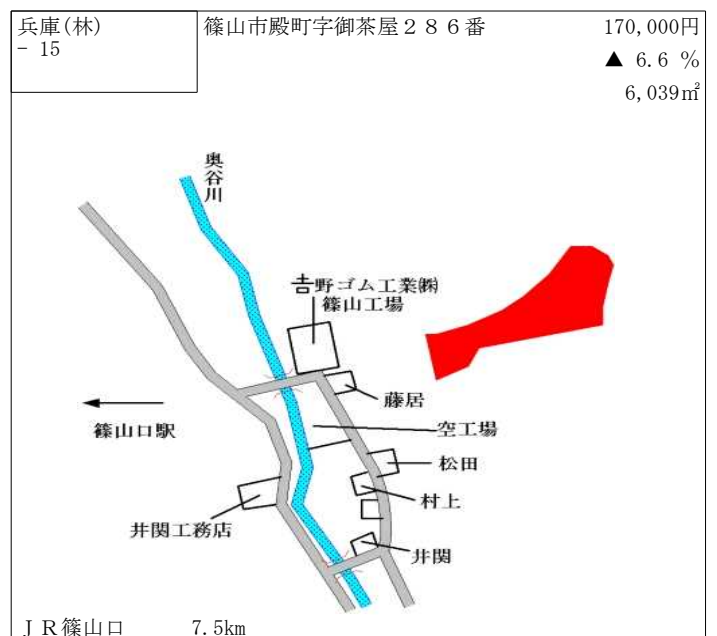 兵庫(林)
- 15
篠山市殿町字御茶屋２８６番
170,000円
▲ 6.6 %
6,039㎡
奥谷川
𠮷野ゴム工業㈱
篠山工場
藤居
篠山口駅
空工場
松田
村上
井関工務店
井関
ＪＲ篠山口 7.5km